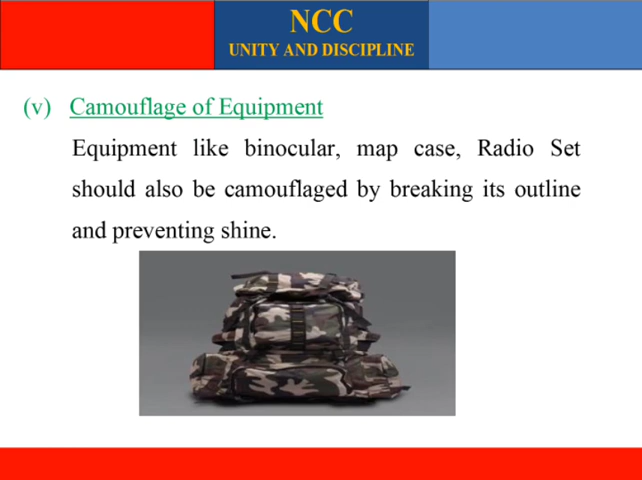 NCC
UNITY AND DISCIPLINE
(v) Camouflage of Equipment
Equipment like binocular, map case, Radio Set
should also be camouflaged by breaking its outline
and preventing shine.